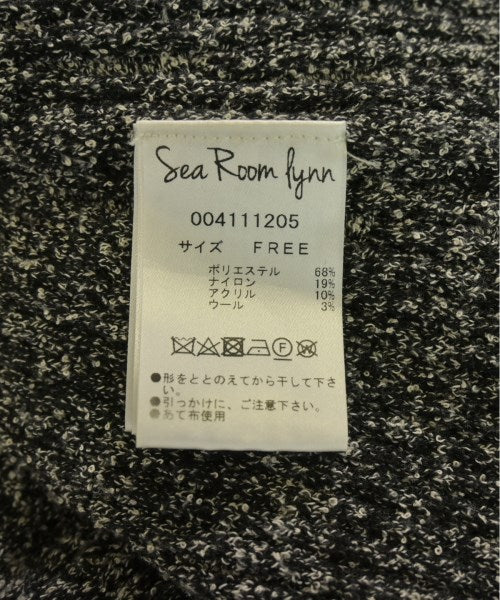 Sea Room lynn
004111205
サイズ FREE
ポリエステル 68%
ナイロン 19%
アクリル 10%
ウール 3%
F W
●形をととのえてから干して下さ
い。
●引っかけに、ご注意下さい。
●あて布使用